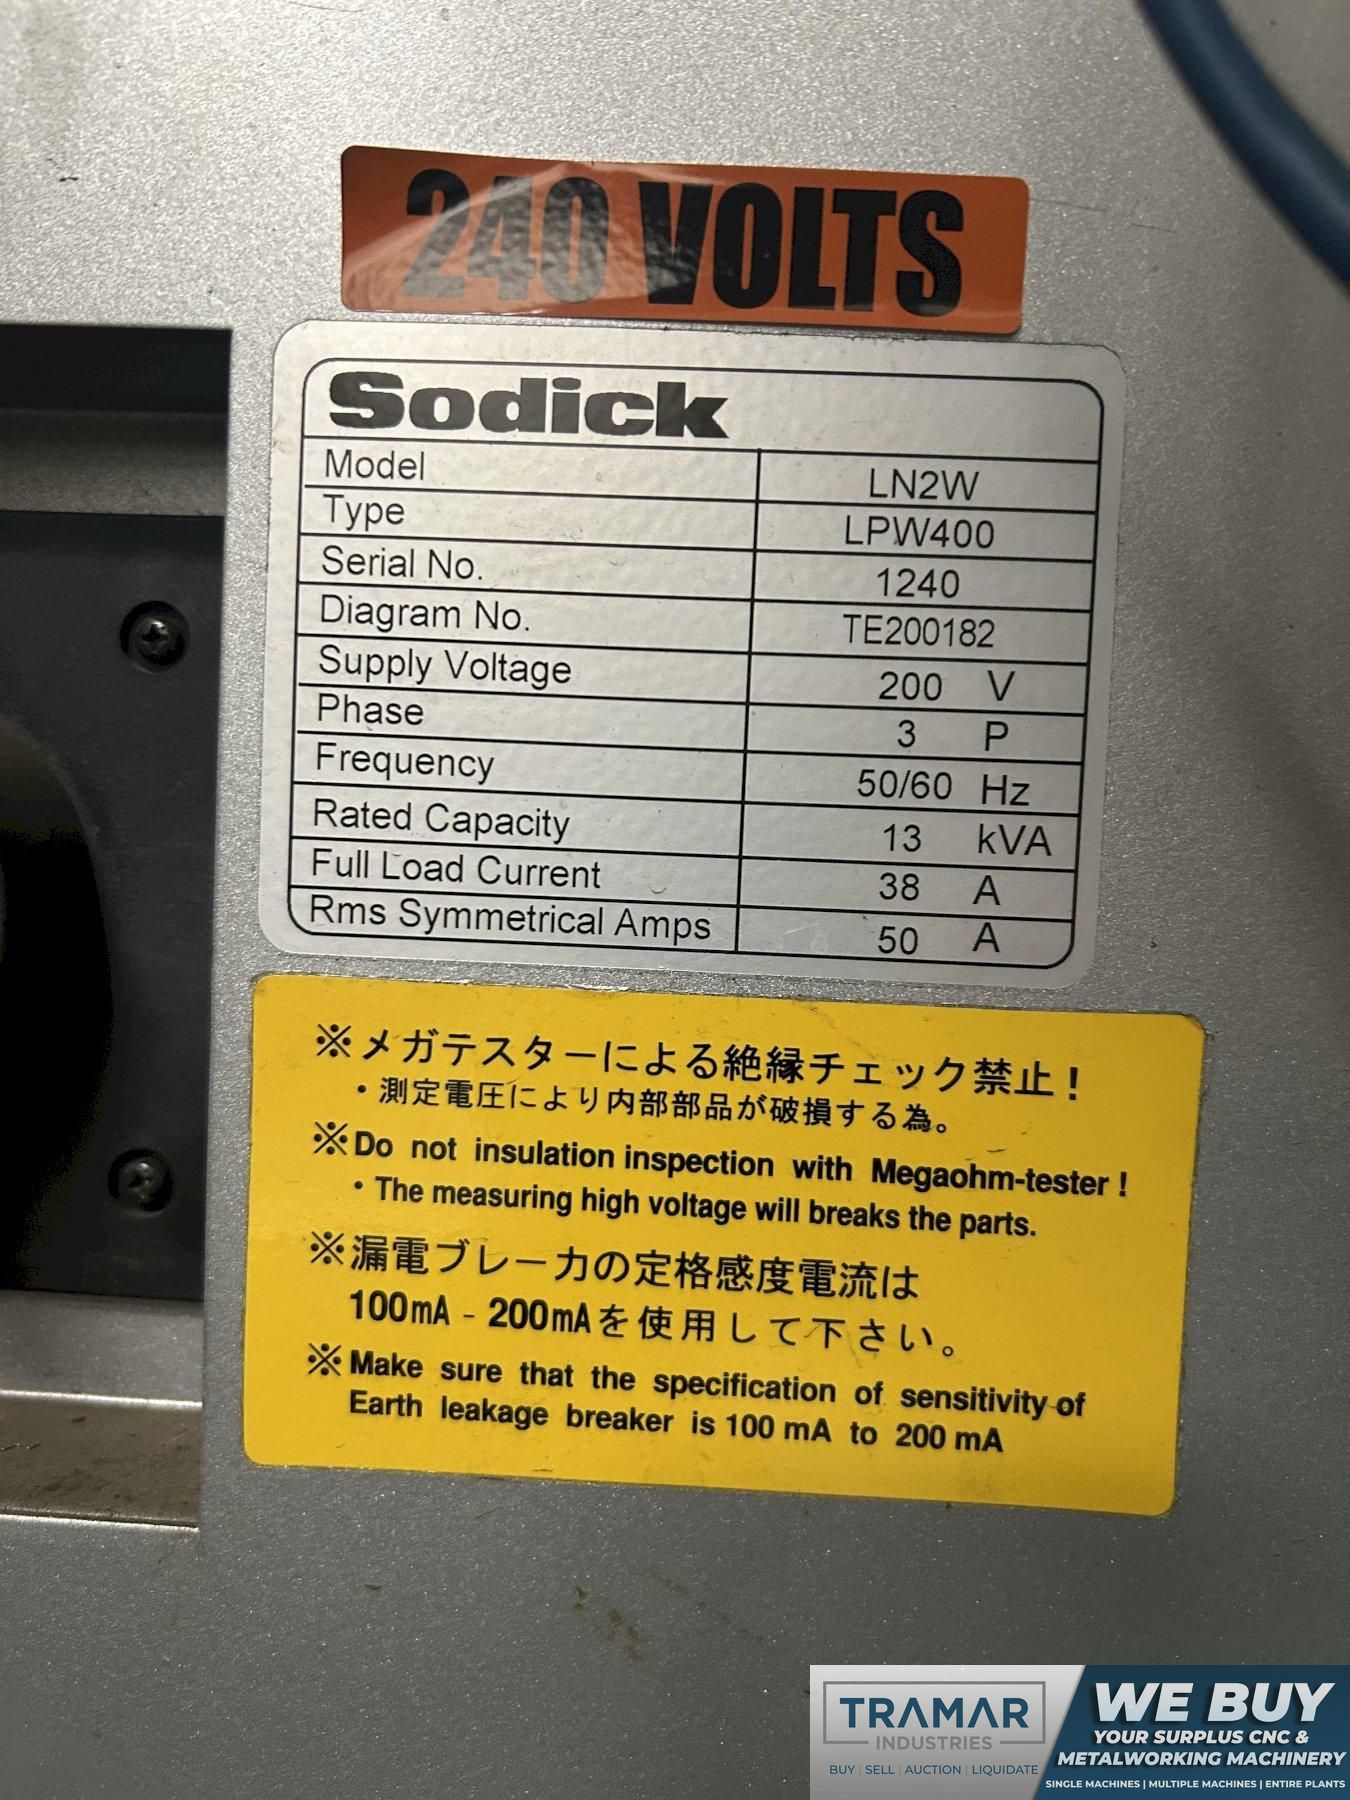 240 VOLTS
Sodick
Model LN2W
Type LPW400
Serial No. 1240
Diagram No. TE200182
Supply Voltage 200 V
Phase 3 P
Frequency 50/60 Hz
Rated Capacity 13 kVA
Full Load Current 38 A
Rms Symmetrical Amps 50 A
※メガテスターによる絶縁チェック禁止!
・測定電圧により内部部品が破損する為。
※Do not insulation inspection with Megaohm-tester!
・The measuring high voltage will breaks the parts.
※漏電ブレーカの定格感度電流は
100mA - 200mAを使用して下さい。
※Make sure that the specification of sensitivity of
Earth leakage breaker is 100 mA to 200 mA
TRAMAR
INDUSTRIES
BUY | SELL | AUCTION | LIQUIDATE
WE BUY
YOUR SURPLUS CNC &
METALWORKING MACHINERY
SINGLE MACHINES | MULTIPLE MACHINES | ENTIRE PLANTS